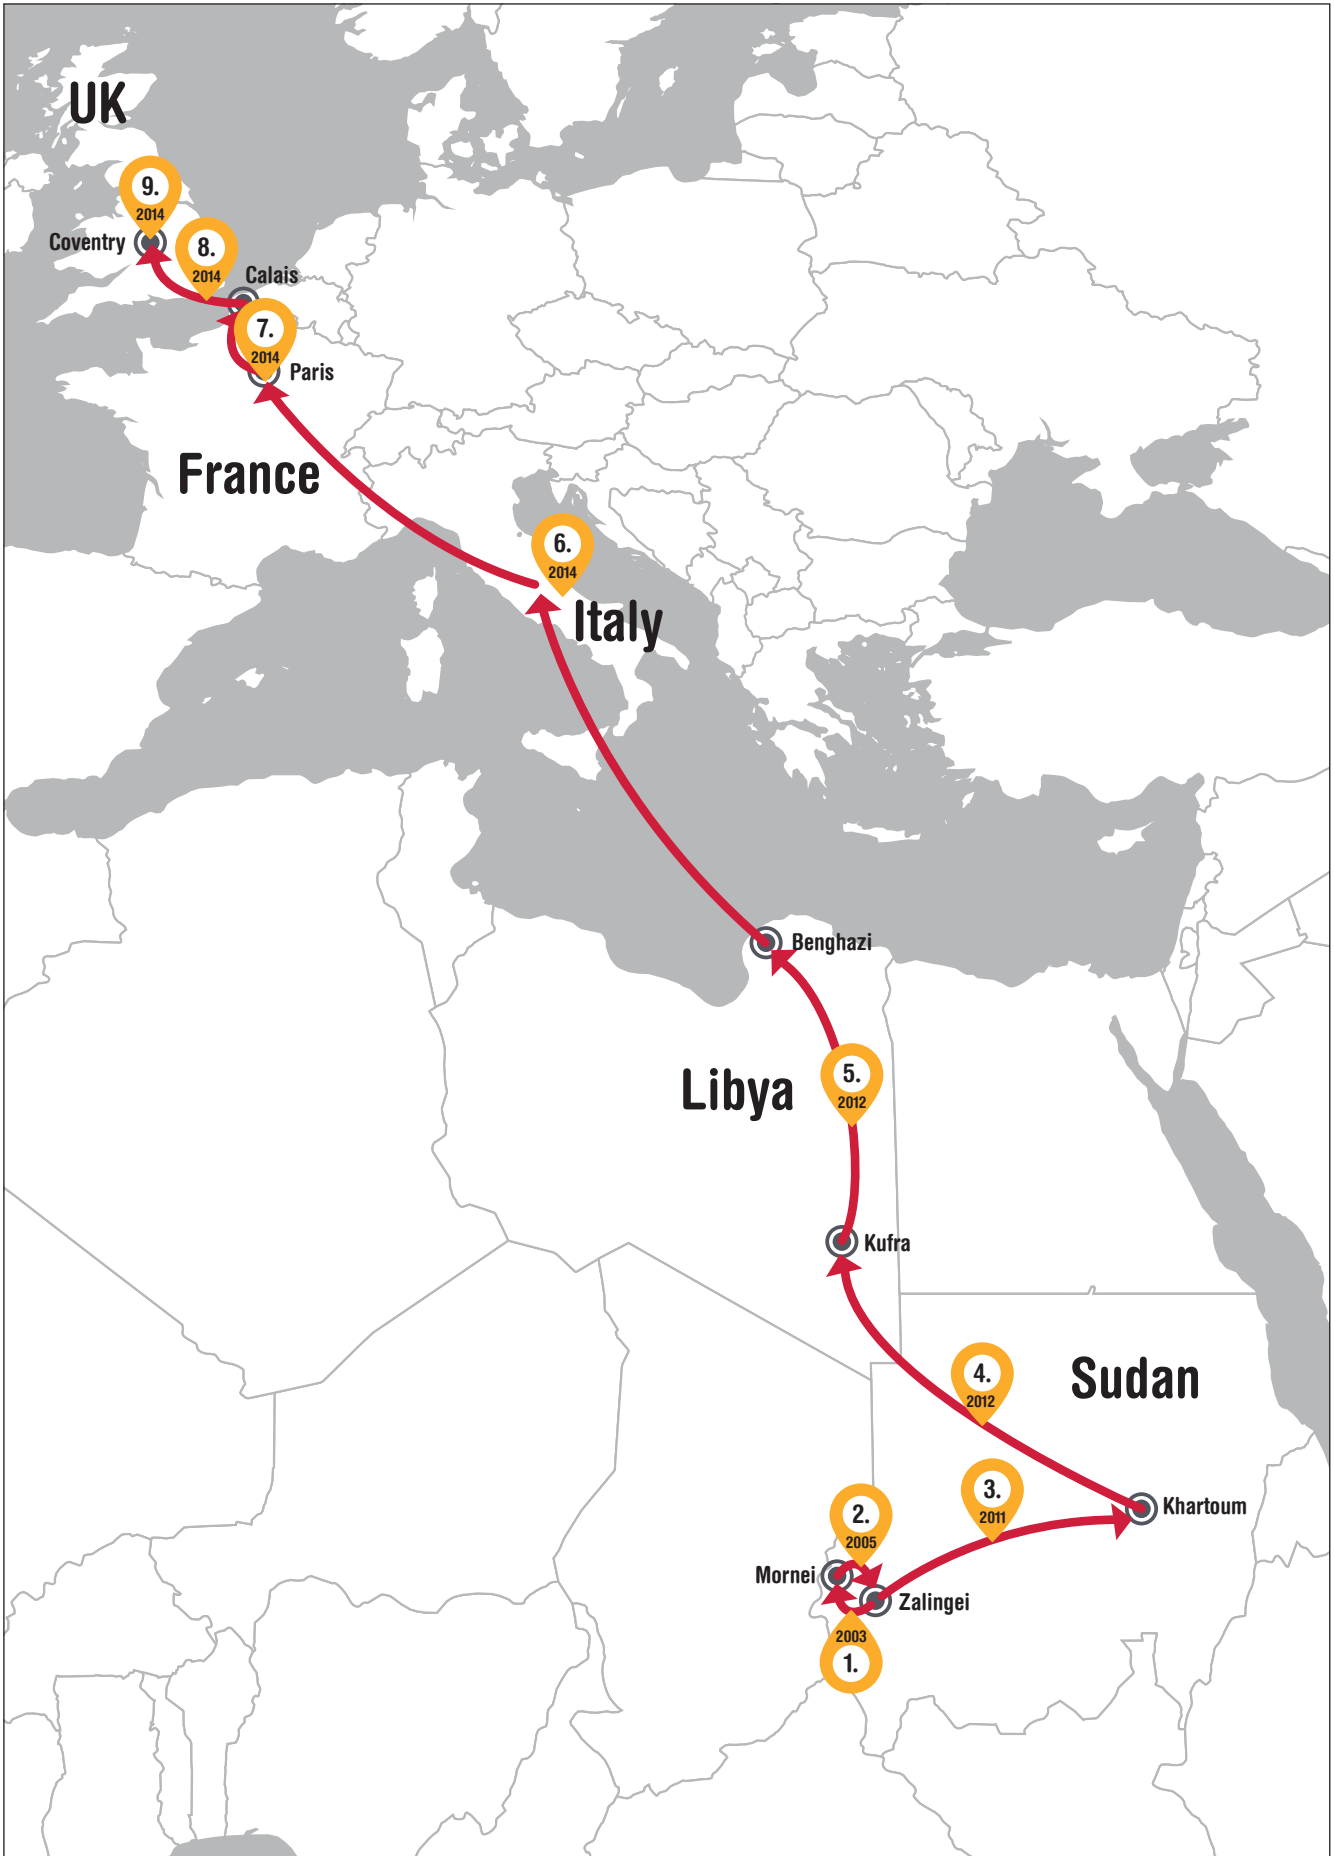 UK
9.
2014
Coventry
8.
2014
Calais
7.
2014
Paris
France
6.
2014
Italy
Benghazi
5.
2012
Libya
Kufra
4.
2012
Sudan
3.
2011
Khartoum
2.
2005
Mornei
Zalingei
2003
1.